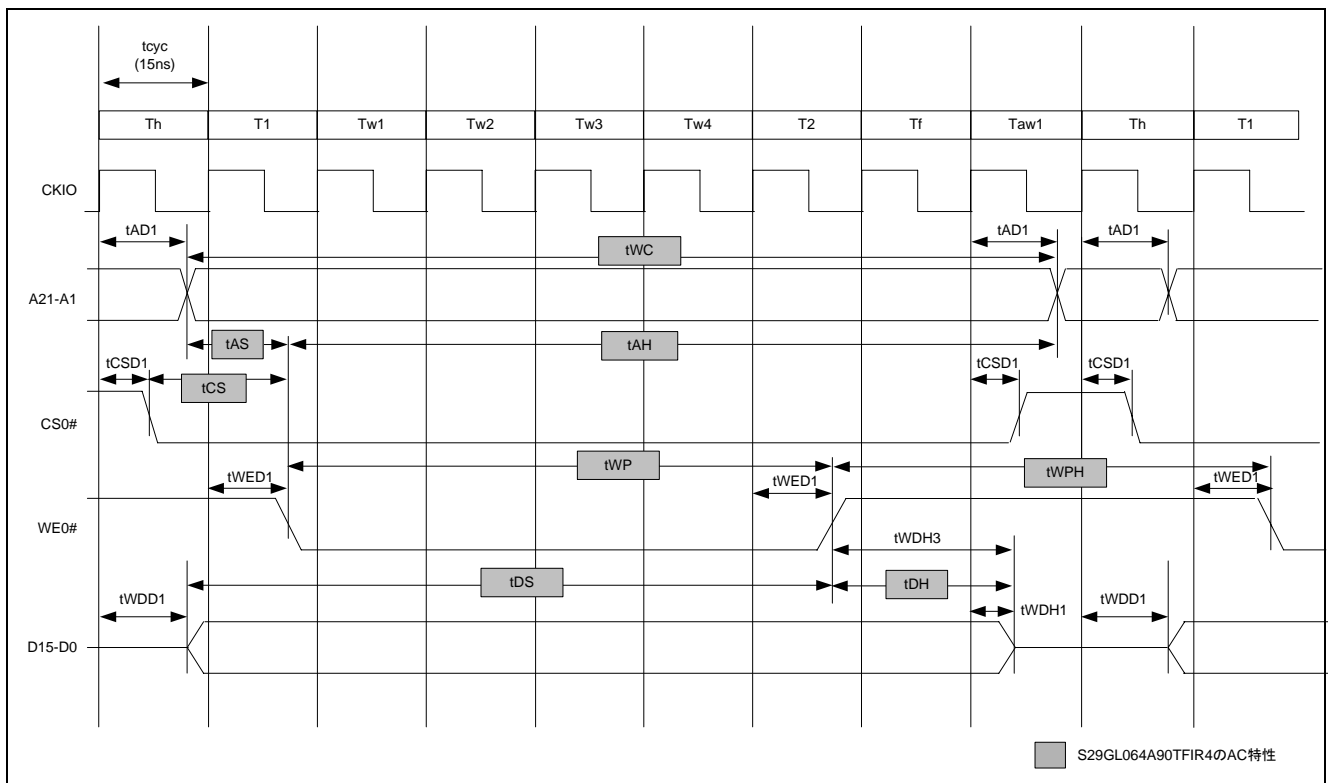 tcyc
(15ns)
Th T1 Tw1 Tw2 Tw3 Tw4 T2 Tf Taw1 Th T1
CKIO
tAD1 tAD1 tAD1
tWC
A21-A1
tAS tAH
tCSD1 tCSD1 tCSD1
tCS
CS0#
tWP tWPH
tWED1 tWED1 tWED1
WE0#
tWDH3
tDS tDH
tWDD1 tWDH1 tWDD1
D15-D0
S29GL064A90TFIR4のAC特性